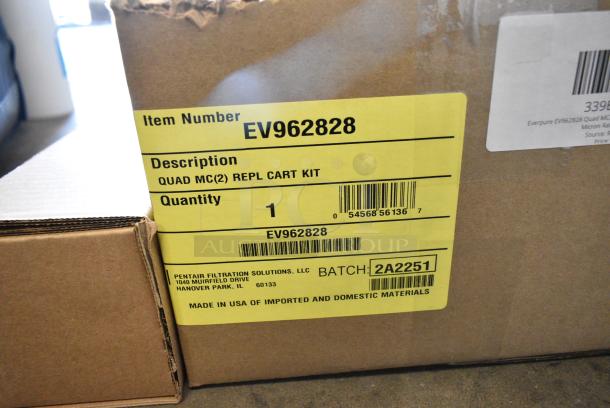 Item Number EV962828
Description
QUAD MC(2) REPL CART KIT
Quantity 1
0 54568 56136 7
EV962828
PENTAIR FILTRATION SOLUTIONS, LLC
1040 MUIRFIELD DRIVE
HANOVER PARK, IL 60133
BATCH: 2A2251
MADE IN USA OF IMPORTED AND DOMESTIC MATERIALS
Everpure EV962828 Quad MC
Micron
Source:
Price